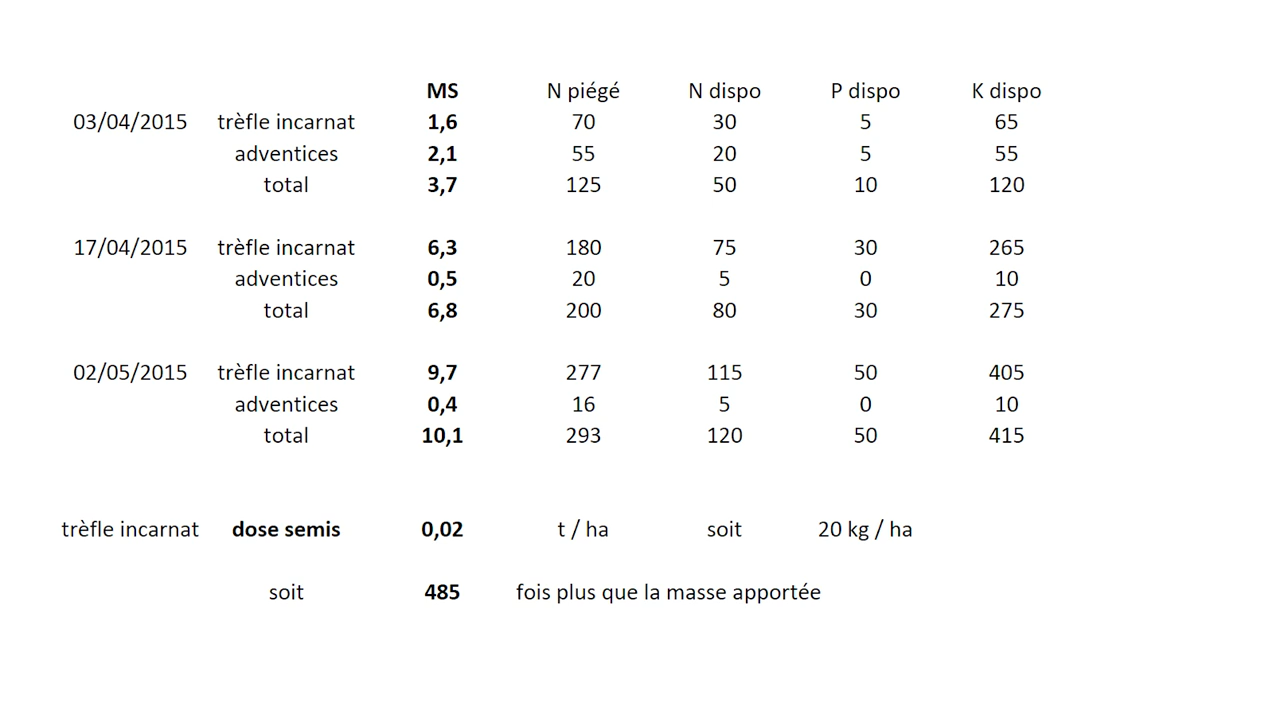 MS N piégé N dispo P dispo K dispo
03/04/2015 trèfle incarnat 1,6 70 30 5 65
adventices 2,1 55 20 5 55
total 3,7 125 50 10 120
17/04/2015 trèfle incarnat 6,3 180 75 30 265
adventices 0,5 20 5 0 10
total 6,8 200 80 30 275
02/05/2015 trèfle incarnat 9,7 277 115 50 405
adventices 0,4 16 5 0 10
total 10,1 293 120 50 415
trèfle incarnat dose semis 0,02 t / ha soit 20 kg / ha
soit 485 fois plus que la masse apportée